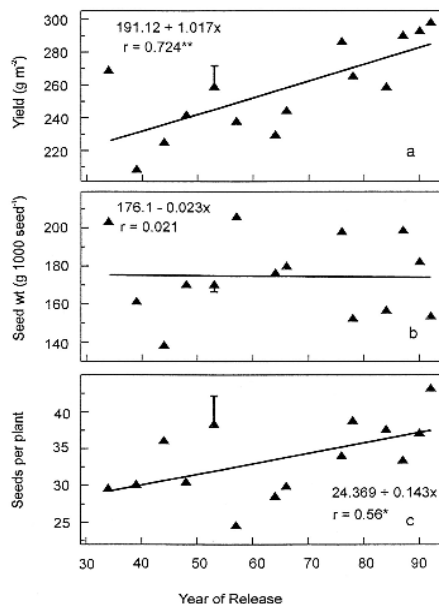 300
280
260
240
220
Yield (g m⁻²)
191.12 + 1.017x
r = 0.724**
a
200
180
160
140
Seed wt (g 1000 seed⁻¹)
176.1 - 0.023x
r = 0.021
b
40
35
30
25
Seeds per plant
24.369 + 0.143x
r = 0.56*
c
30 40 50 60 70 80 90
Year of Release